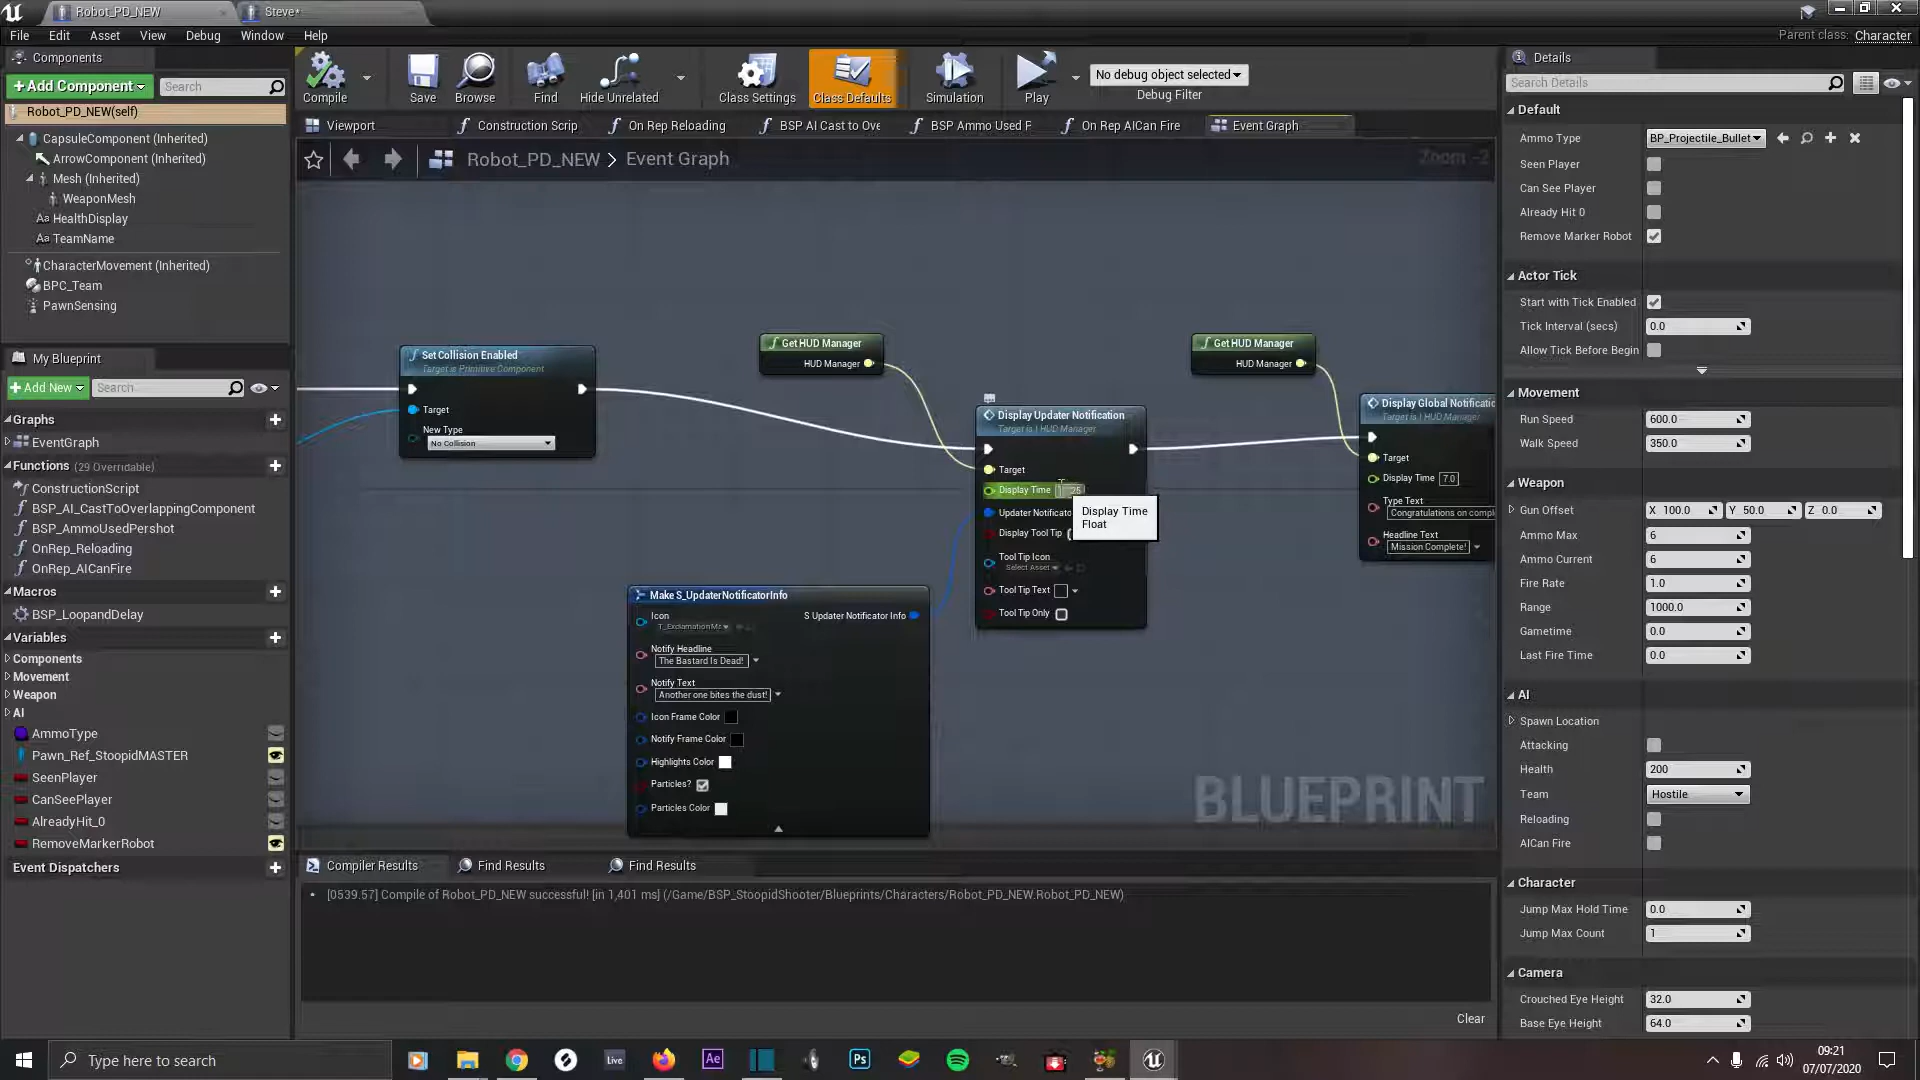 Robot_PD_NEW
Steve*
File Edit Asset View Debug Window Help
Parent class: Character
Components
+Add Component
Search
Robot_PD_NEW(self)
CapsuleComponent (Inherited)
ArrowComponent (Inherited)
Mesh (Inherited)
WeaponMesh
Aa HealthDisplay
Aa TeamName
CharacterMovement (Inherited)
BPC_Team
PawnSensing
My Blueprint
+Add New
Search
Graphs
EventGraph
Functions (29 Overridable)
ConstructionScript
BSP_AI_CastToOverlappingComponent
BSP_AmmoUsedPershot
OnRep_Reloading
OnRep_AICanFire
Macros
BSP_LoopandDelay
Variables
Components
Movement
Weapon
AI
AmmoType
Pawn_Ref_StoopidMASTER
SeenPlayer
CanSeePlayer
AlreadyHit_0
RemoveMarkerRobot
Event Dispatchers
Compile
Save
Browse
Find
Hide Unrelated
Class Settings
Class Defaults
Simulation
Play
No debug object selected
Debug Filter
Viewport
Construction Scrip
On Rep Reloading
BSP AI Cast to Ove
BSP Ammo Used F
On Rep AICan Fire
Event Graph
Robot_PD_NEW > Event Graph
Zoom -2
Set Collision Enabled
Target is Primitive Component
Target
New Type
No Collision
Get HUD Manager
HUD Manager
Display Updater Notification
Target is I HUD Manager
Target
Display Time
Updater Notificato
Display Tool Tip
Tool Tip Icon
Select Asset
Tool Tip Text
Tool Tip Only
Display Time
Float
Get HUD Manager
HUD Manager
Display Global Notificatio
Target is I HUD Manager
Target
Display Time 7.0
Type Text
Congratulations on compl
Headline Text
Mission Complete!
Make S_UpdaterNotificatorInfo
Icon
T_ExclamationMa
S Updater Notificator Info
Notify Headline
The Bastard Is Dead!
Notify Text
Another one bites the dust!
Icon Frame Color
Notify Frame Color
Highlights Color
Particles?
Particles Color
BLUEPRINT
Compiler Results
Find Results
Find Results
[0539.57] Compile of Robot_PD_NEW successful! [in 1,401 ms] (/Game/BSP_StoopidShooter/Blueprints/Characters/Robot_PD_NEW.Robot_PD_NEW)
Clear
Details
Search Details
Default
Ammo Type BP_Projectile_Bullet
Seen Player
Can See Player
Already Hit 0
Remove Marker Robot
Actor Tick
Start with Tick Enabled
Tick Interval (secs) 0.0
Allow Tick Before Begin
Movement
Run Speed 600.0
Walk Speed 350.0
Weapon
Gun Offset X 100.0 Y 50.0 Z 0.0
Ammo Max 6
Ammo Current 6
Fire Rate 1.0
Range 1000.0
Gametime 0.0
Last Fire Time 0.0
AI
Spawn Location
Attacking
Health 200
Team Hostile
Reloading
AICan Fire
Character
Jump Max Hold Time 0.0
Jump Max Count 1
Camera
Crouched Eye Height 32.0
Base Eye Height 64.0
Type here to search
Live
Ae
Ps
09:21
07/07/2020